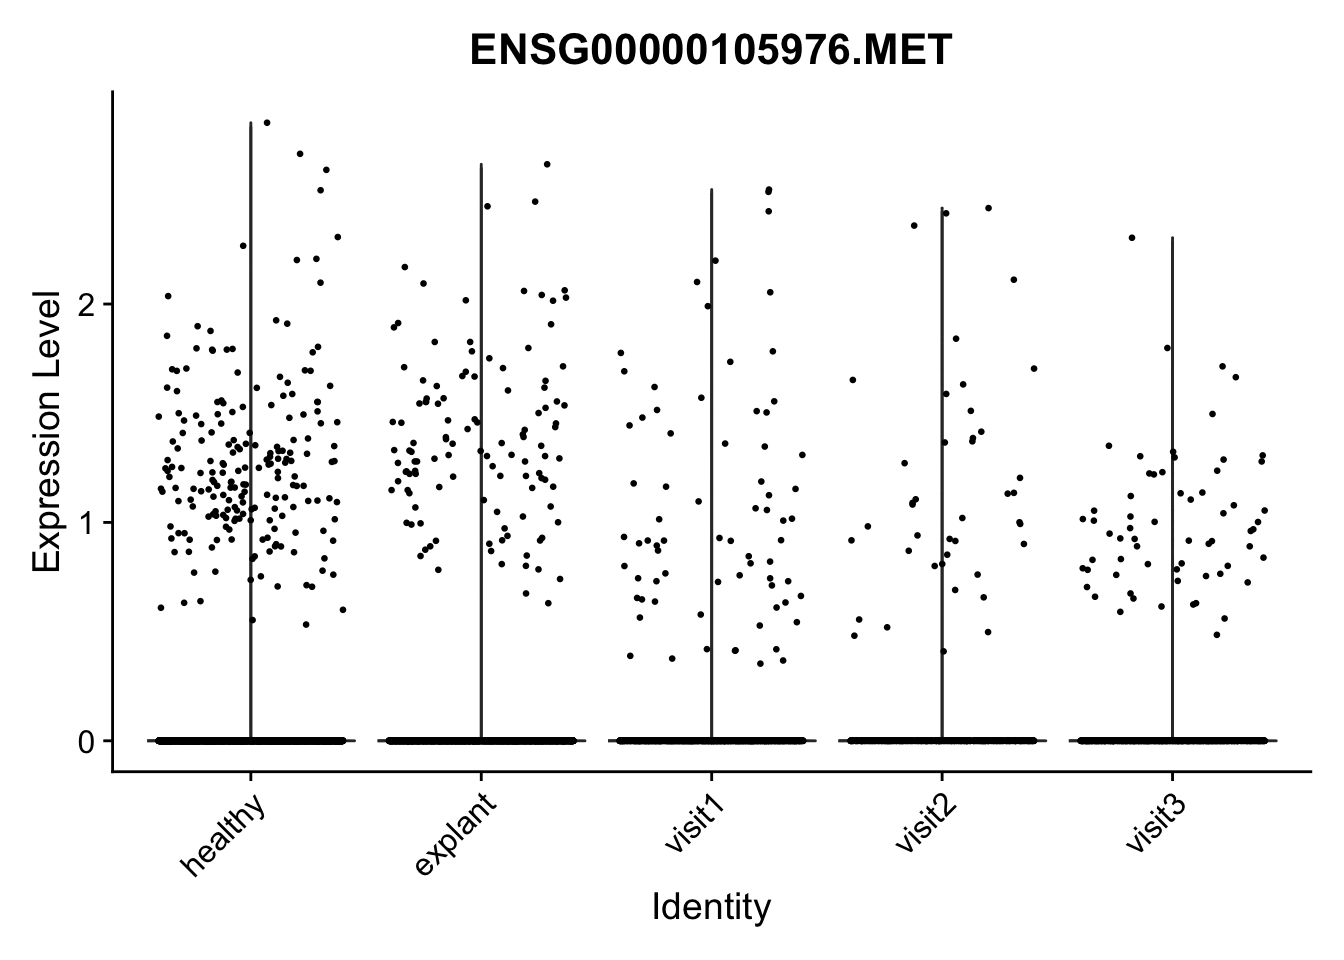 ENSG00000105976.MET
Expression Level
2
1
0
healthy
explant
visit1
visit2
visit3
Identity